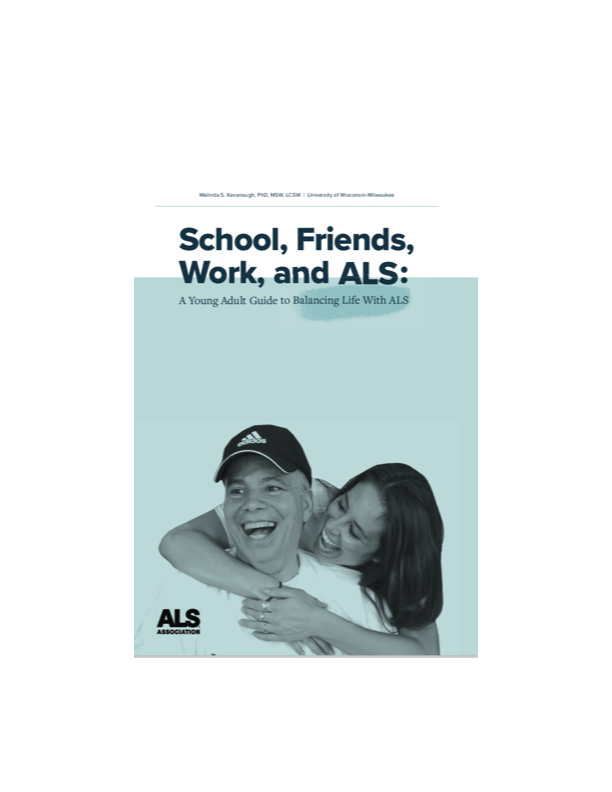 Melinda S. Kavanaugh, PhD, MSW, LCSW | University of Wisconsin-Milwaukee
School, Friends,
Work, and ALS:
A Young Adult Guide to Balancing Life With ALS
adidas
ALS
ASSOCIATION